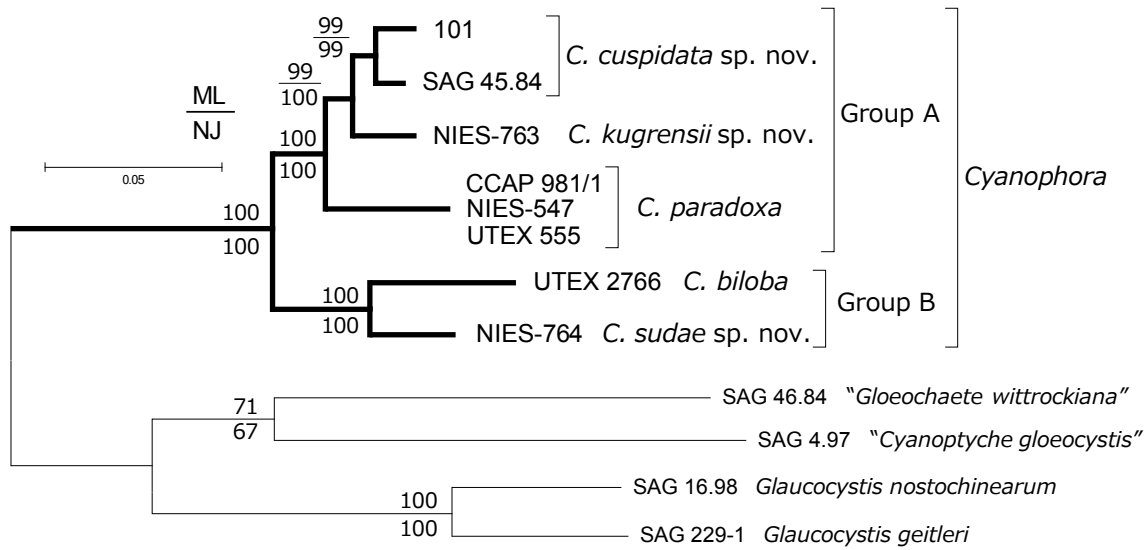 99
99
101
C. cuspidata sp. nov.
SAG 45.84
99
100
Group A
ML
NJ
NIES-763 C. kugrensii sp. nov.
100
100
0.05
CCAP 981/1
NIES-547 C. paradoxa
UTEX 555
Cyanophora
100
100
UTEX 2766 C. biloba
100
100
Group B
NIES-764 C. sudae sp. nov.
SAG 46.84 "Gloeochaete wittrockiana"
71
67
SAG 4.97 "Cyanoptyche gloeocystis"
SAG 16.98 Glaucocystis nostochinearum
100
100
SAG 229-1 Glaucocystis geitleri